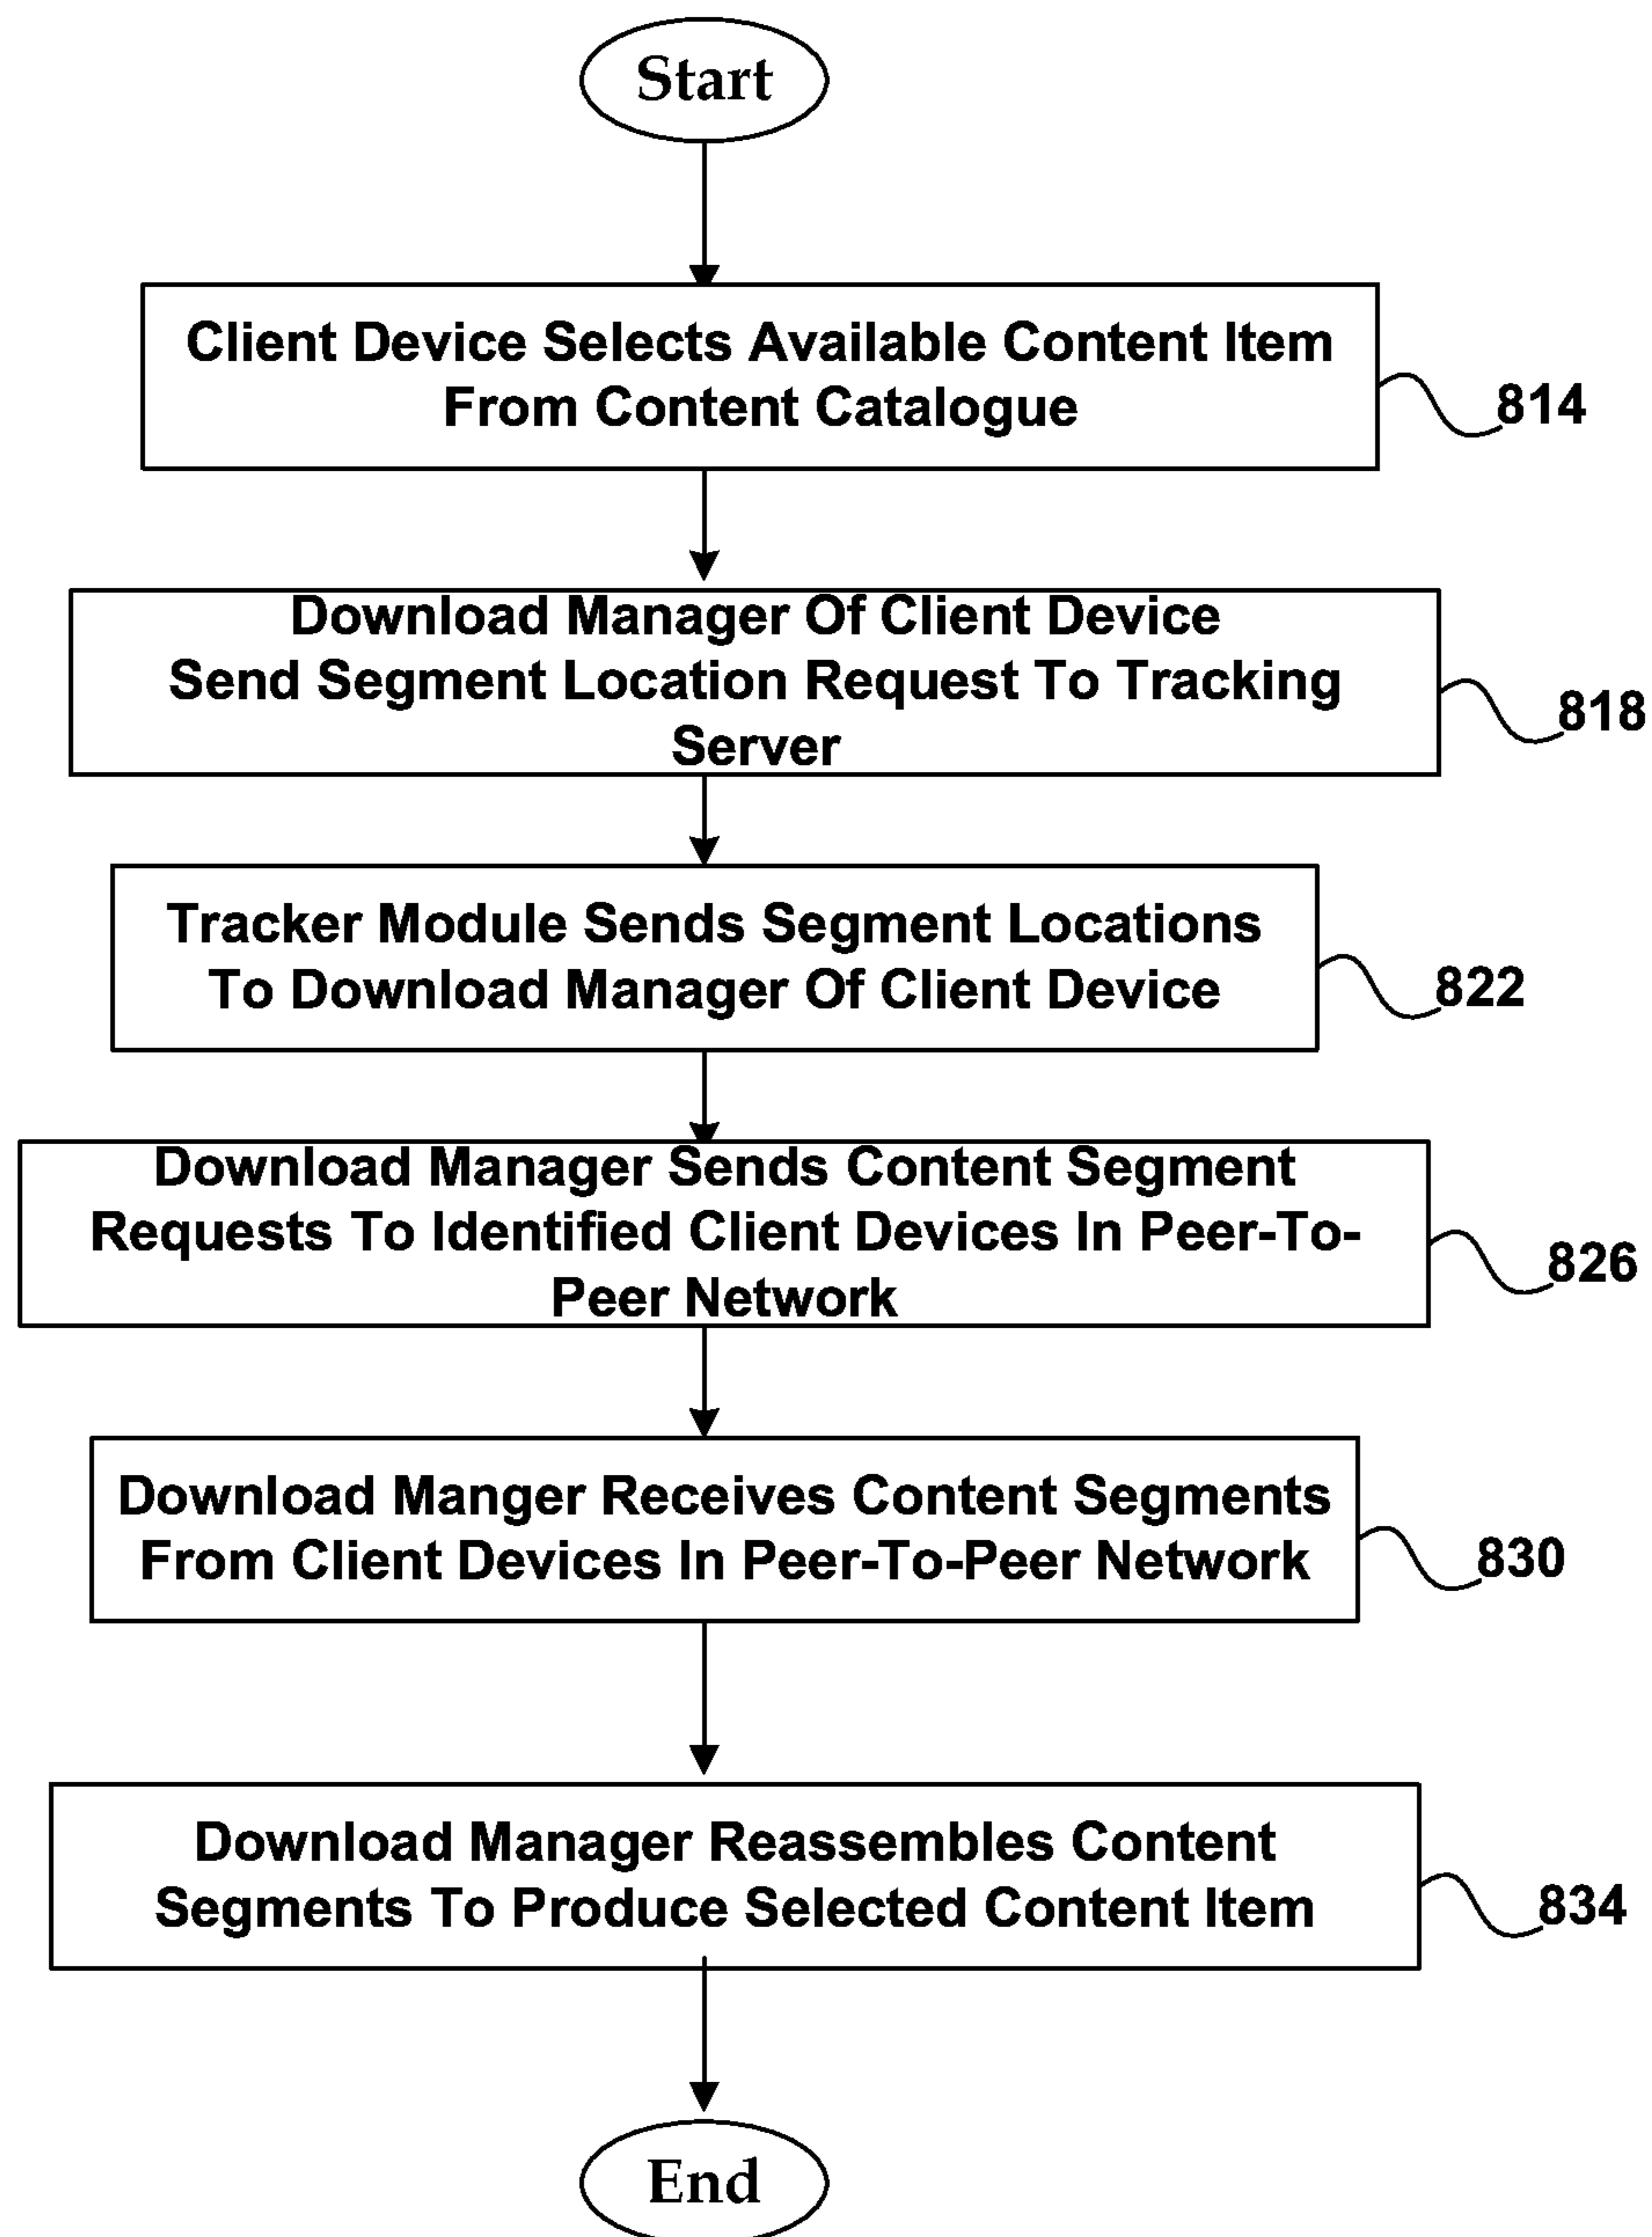 Start
Client Device Selects Available Content Item
From Content Catalogue
814
Download Manager Of Client Device
Send Segment Location Request To Tracking
Server
818
Tracker Module Sends Segment Locations
To Download Manager Of Client Device
822
Download Manager Sends Content Segment
Requests To Identified Client Devices In Peer-To-
Peer Network
826
Download Manger Receives Content Segments
From Client Devices In Peer-To-Peer Network
830
Download Manager Reassembles Content
Segments To Produce Selected Content Item
834
End